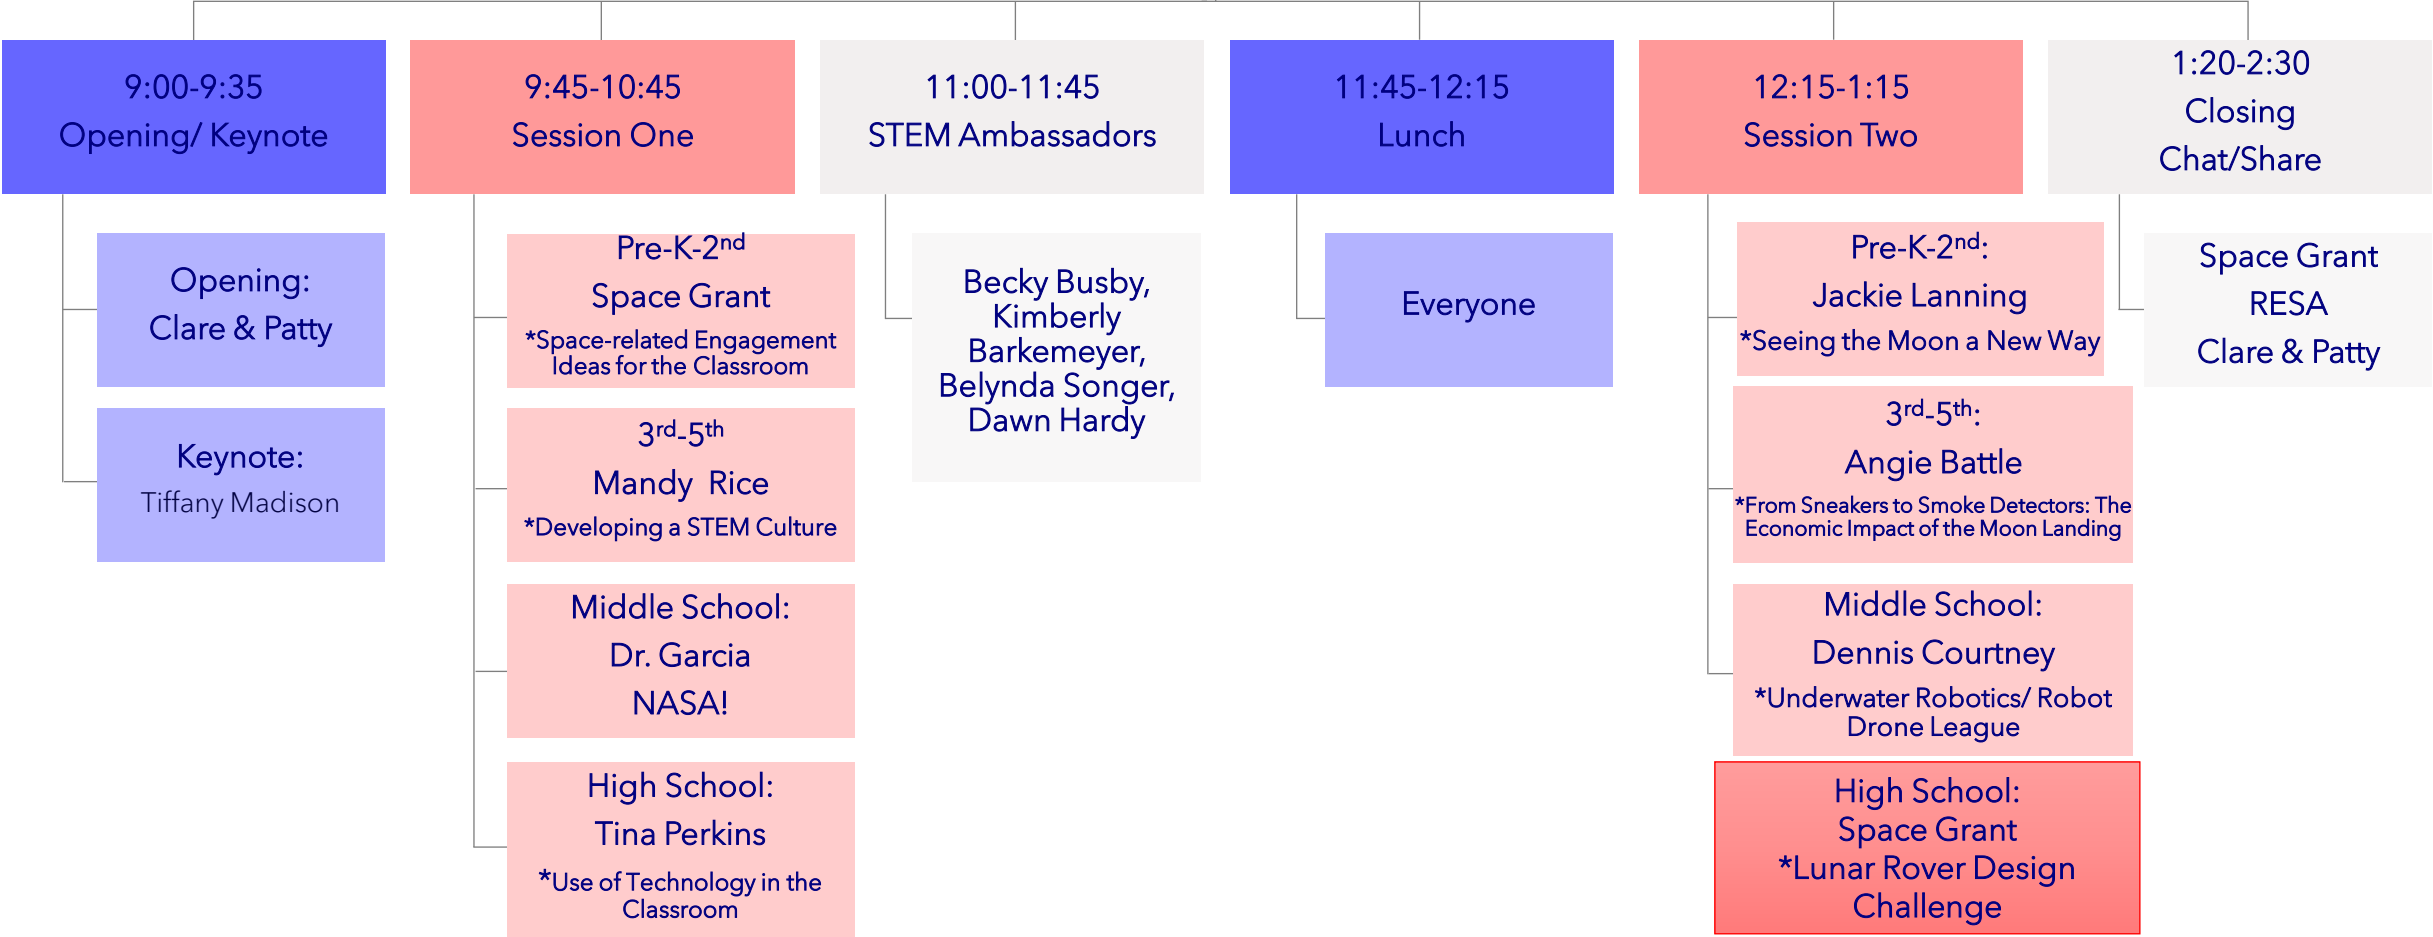 9:00-9:35
Opening/ Keynote
Opening:
Clare & Patty
Keynote:
Tiffany Madison
9:45-10:45
Session One
Pre-K-2nd
Space Grant
*Space-related Engagement
Ideas for the Classroom
3rd-5th
Mandy  Rice
*Developing a STEM Culture
Middle School:
Dr. Garcia
NASA!
High School:
Tina Perkins
*Use of Technology in the
Classroom
11:00-11:45
STEM Ambassadors
Becky Busby,
Kimberly
Barkemeyer,
Belynda Songer,
Dawn Hardy
11:45-12:15
Lunch
Everyone
12:15-1:15
Session Two
Pre-K-2nd:
Jackie Lanning
*Seeing the Moon a New Way
3rd-5th:
Angie Battle
*From Sneakers to Smoke Detectors: The
Economic Impact of the Moon Landing
Middle School:
Dennis Courtney
*Underwater Robotics/ Robot
Drone League
High School:
Space Grant
*Lunar Rover Design
Challenge
1:20-2:30
Closing
Chat/Share
Space Grant
RESA
Clare & Patty